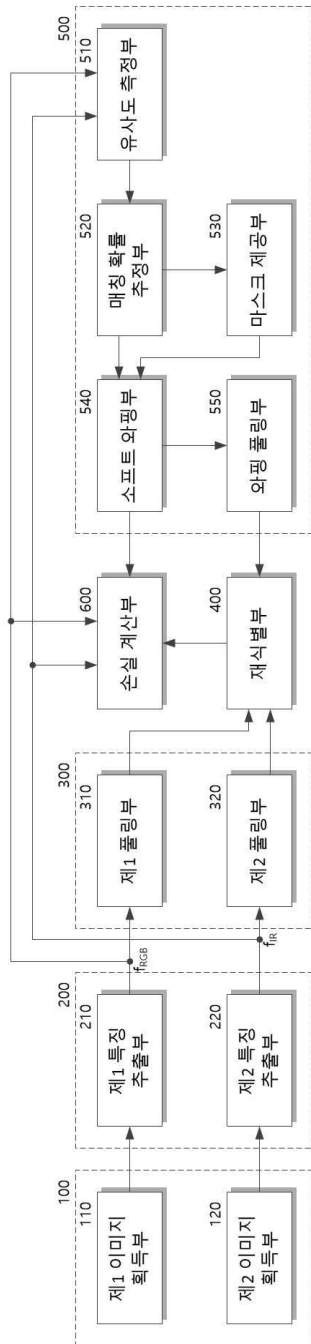 100
110
제1 이미지
획득부
120
제2 이미지
획득부
200
210
제1 특징
추출부
220
제2 특징
추출부
fRGB
fIR
300
310
제1 풀링부
320
제2 풀링부
600
손실 계산부
400
재식별부
500
540
소프트 와핑부
550
와핑 풀링부
520
매칭 확률
추정부
530
마스크 제공부
510
유사도 측정부